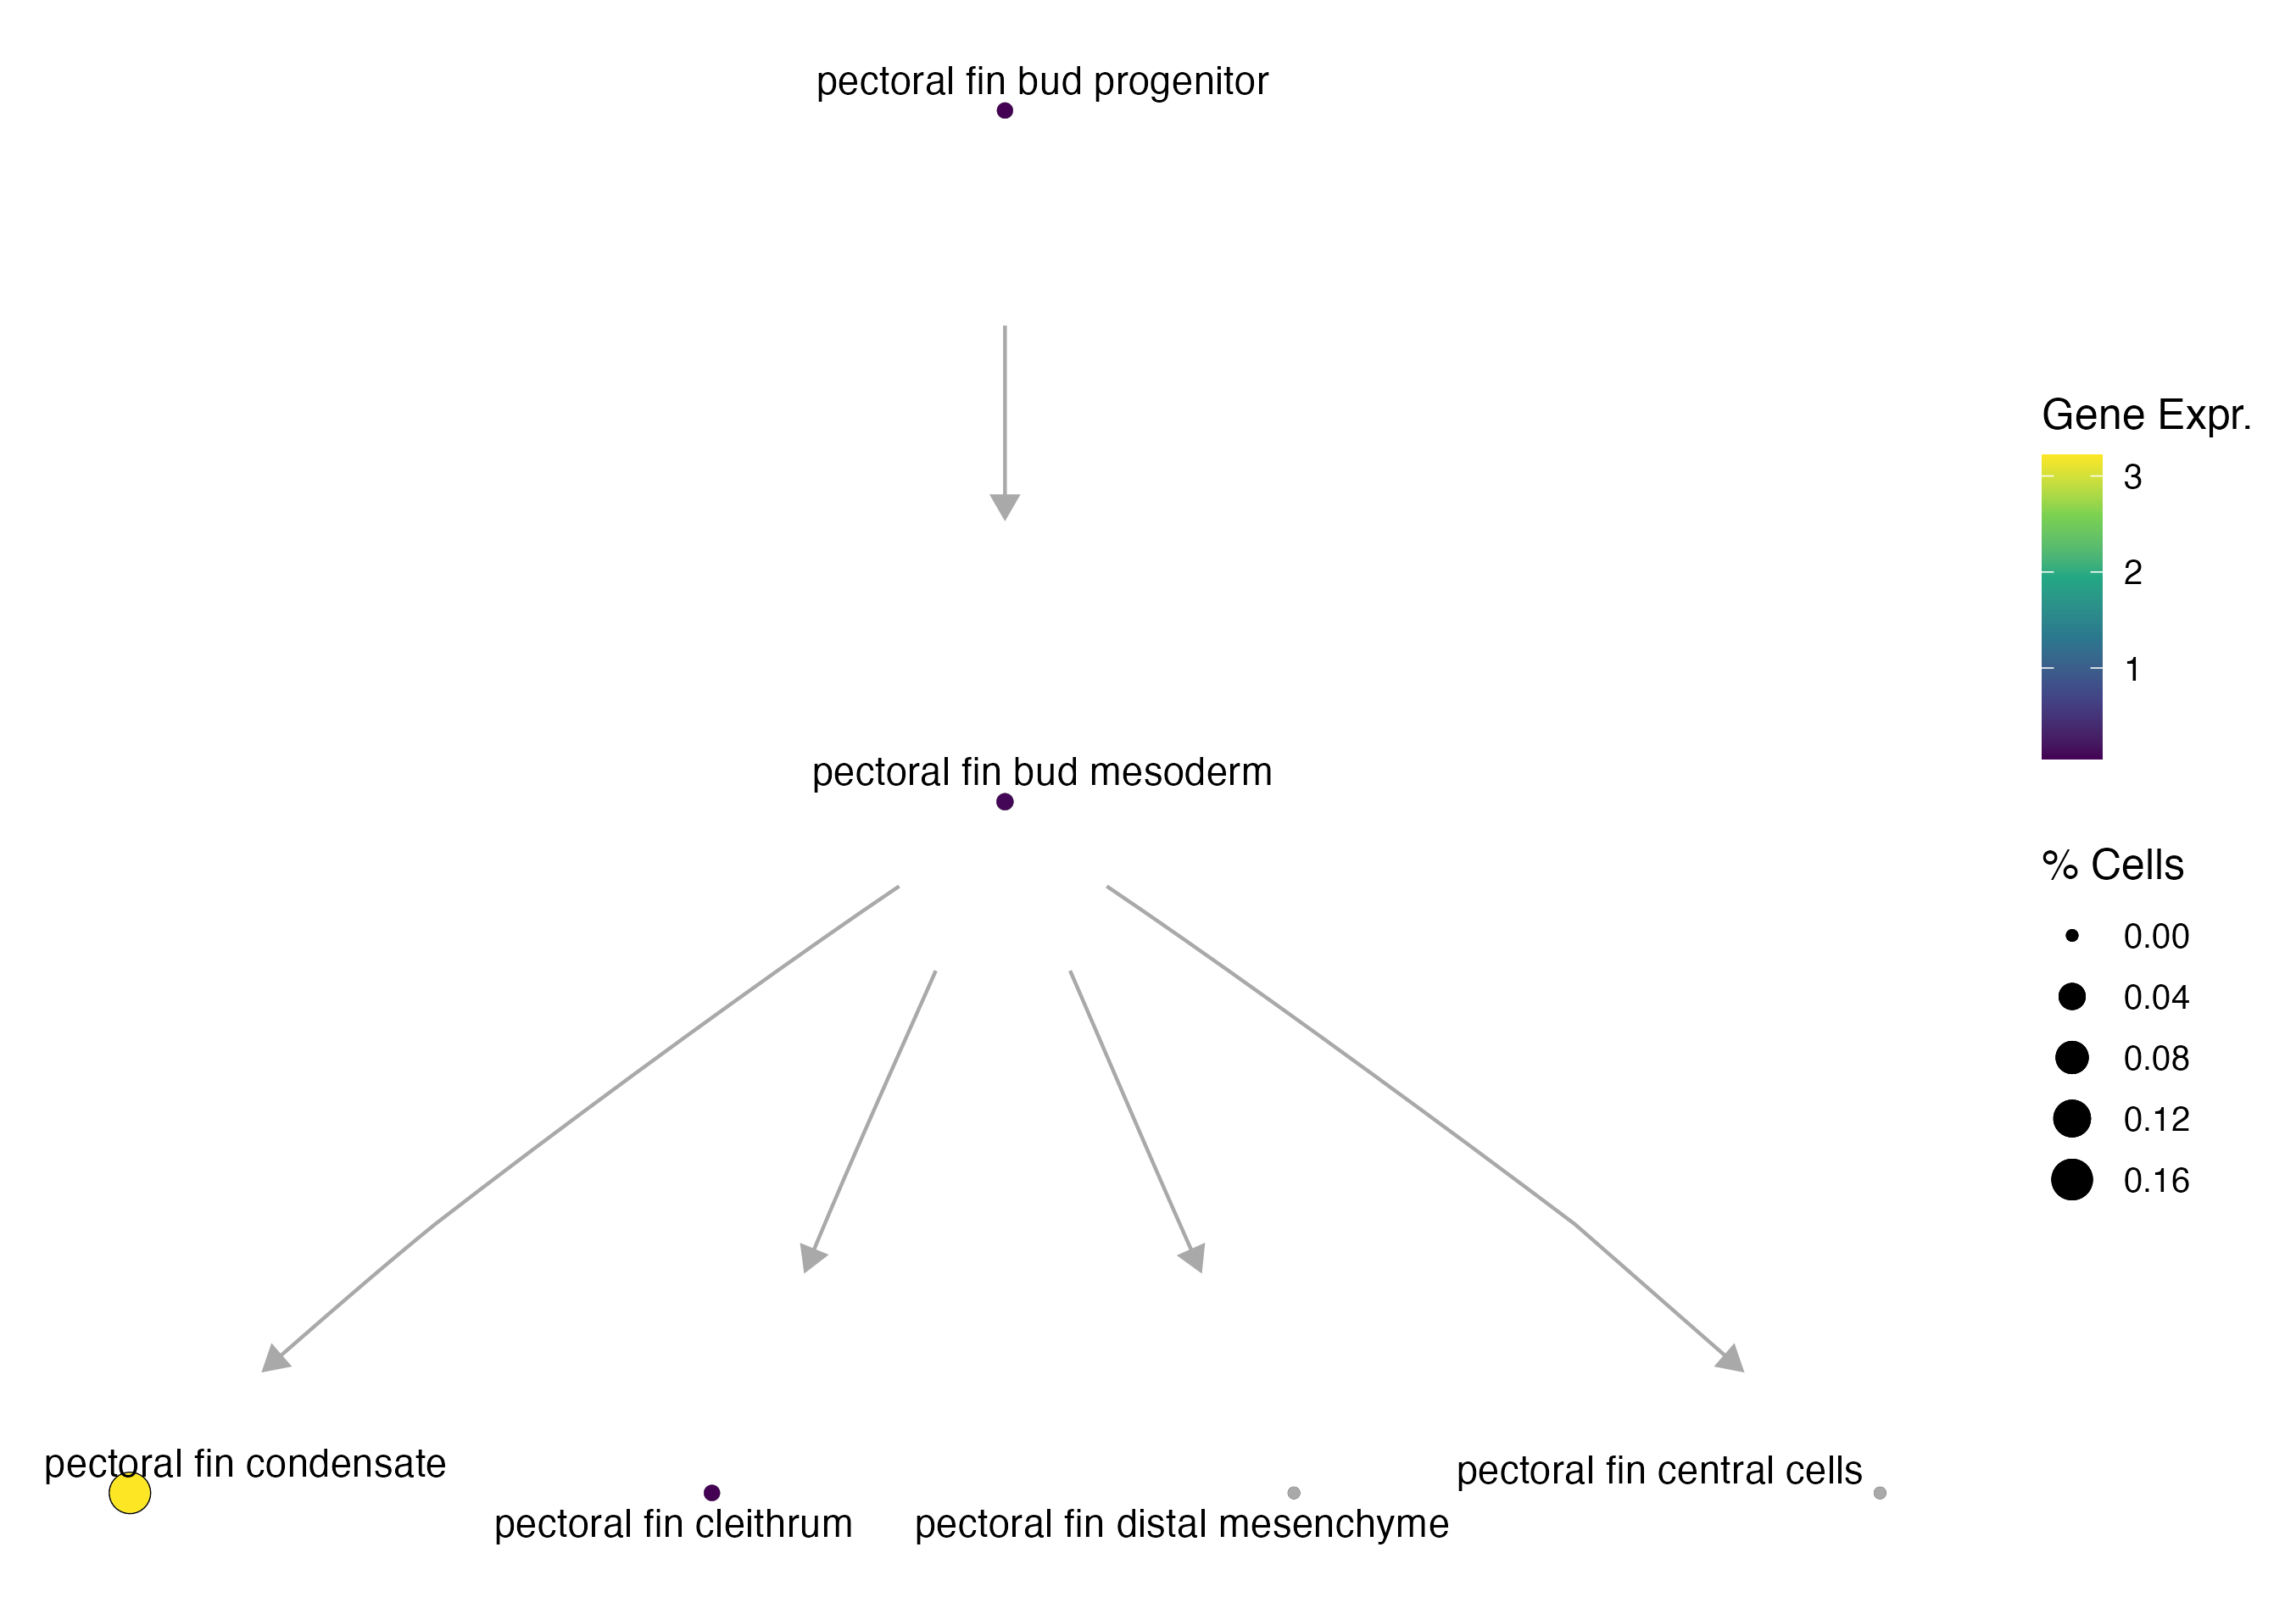 pectoral fin bud progenitor
Gene Expr.
3
2
1
pectoral fin bud mesoderm
% Cells
0.00
0.04
0.08
0.12
0.16
pectoral fin condensate
pectoral fin cleithrum
pectoral fin distal mesenchyme
pectoral fin central cells